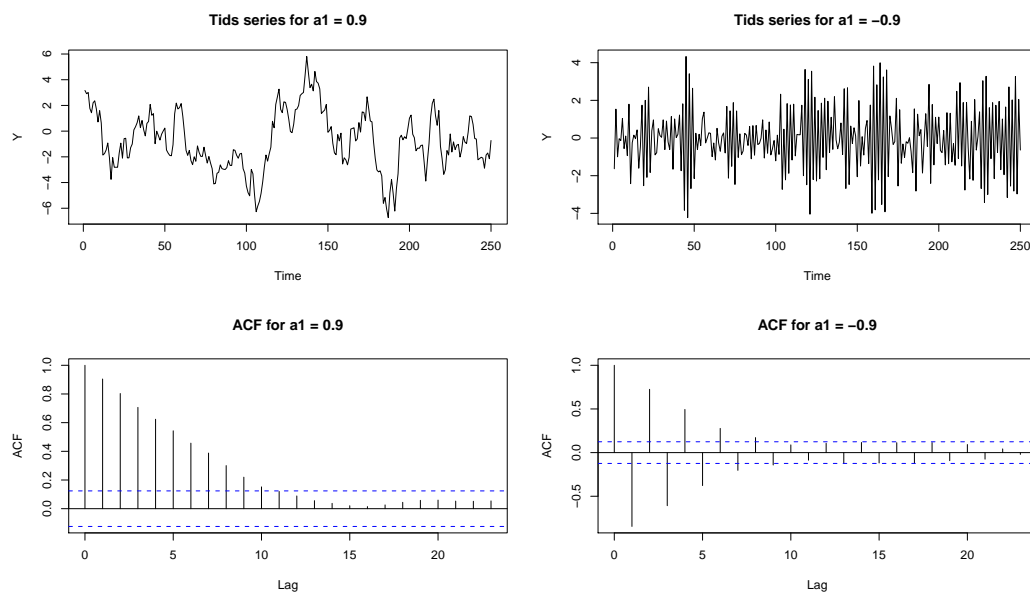 Tids series for a1 = 0.9
Y
−6 −4 −2 0 2 4 6
0 50 100 150 200 250
Time
Tids series for a1 = −0.9
Y
−4 −2 0 2 4
0 50 100 150 200 250
Time
ACF for a1 = 0.9
ACF
0.0 0.2 0.4 0.6 0.8 1.0
0 5 10 15 20
Lag
ACF for a1 = −0.9
ACF
−0.5 0.0 0.5 1.0
0 5 10 15 20
Lag